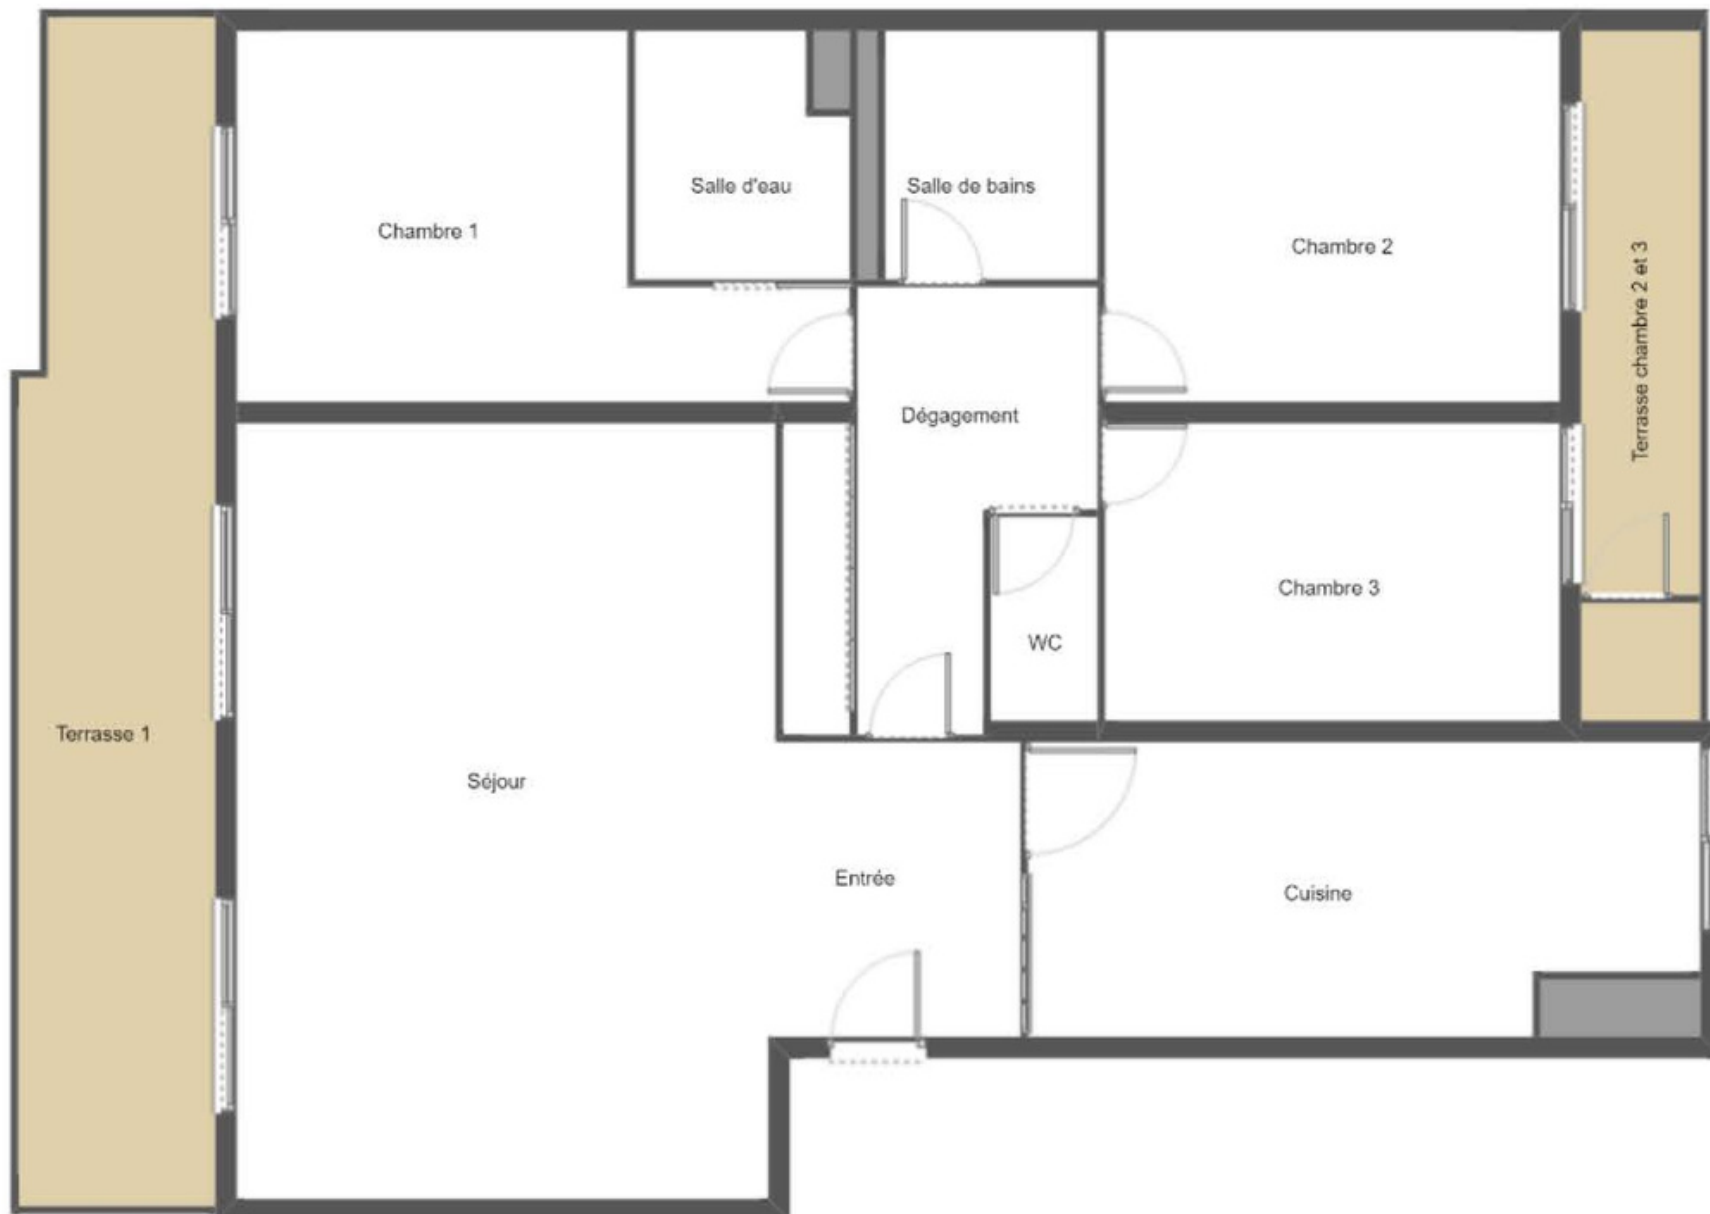 Salle d'eau
Salle de bains
Chambre 1
Chambre 2
Terrasse chambre 2 et 3
Dégagement
Chambre 3
WC
Terrasse 1
Séjour
Entrée
Cuisine